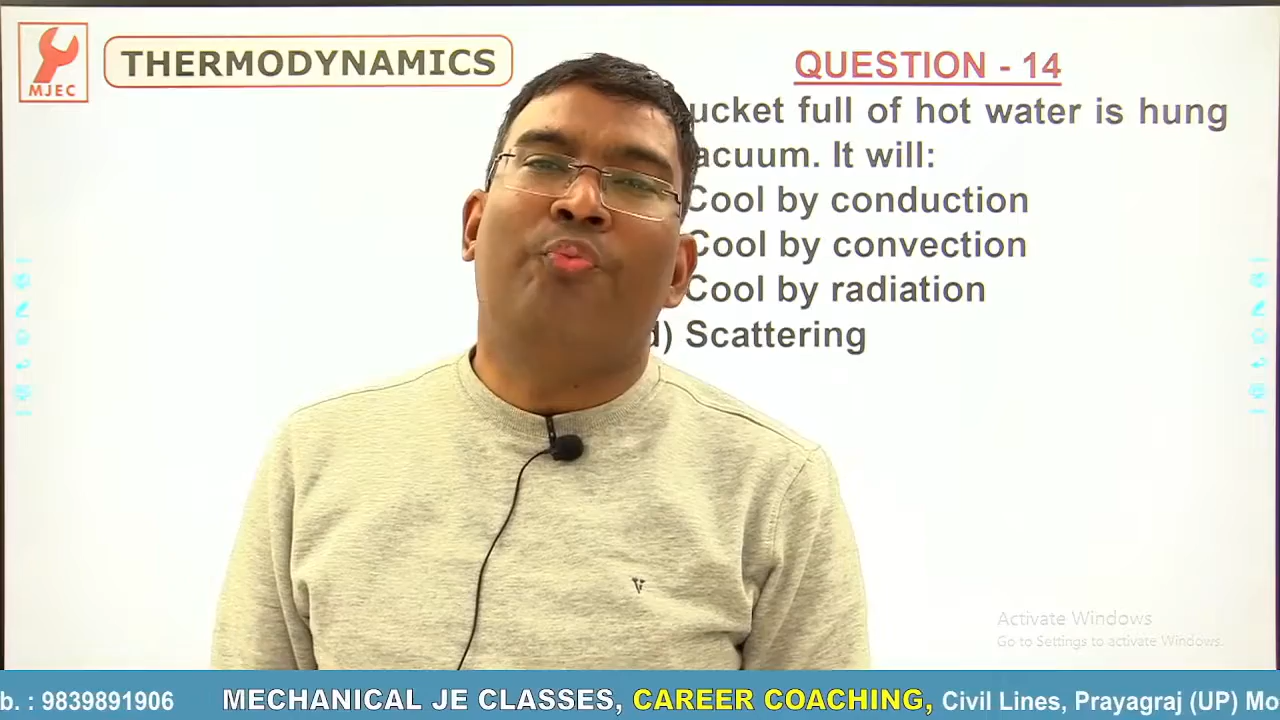 MJEC
THERMODYNAMICS
QUESTION - 14
ucket full of hot water is hung
acuum. It will:
Cool by conduction
Cool by convection
Cool by radiation
d) Scattering
Activate Windows
Go to Settings to activate Windows.
b. : 9839891906 MECHANICAL JE CLASSES, CAREER COACHING, Civil Lines, Prayagraj (UP) Mo